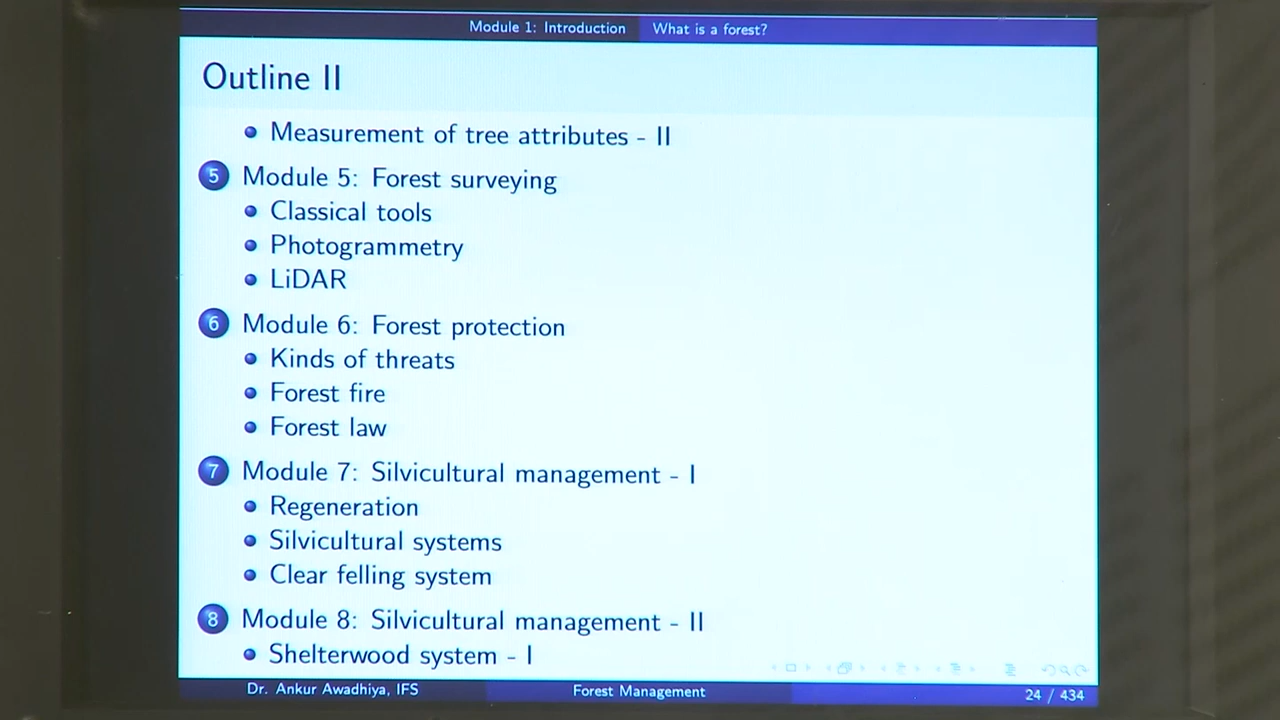 Module 1: Introduction What is a forest?
Outline II
Measurement of tree attributes - II
5 Module 5: Forest surveying
Classical tools
Photogrammetry
LiDAR
6 Module 6: Forest protection
Kinds of threats
Forest fire
Forest law
7 Module 7: Silvicultural management - I
Regeneration
Silvicultural systems
Clear felling system
8 Module 8: Silvicultural management - II
Shelterwood system - I
Dr. Ankur Awadhiya, IFS Forest Management 24 / 434